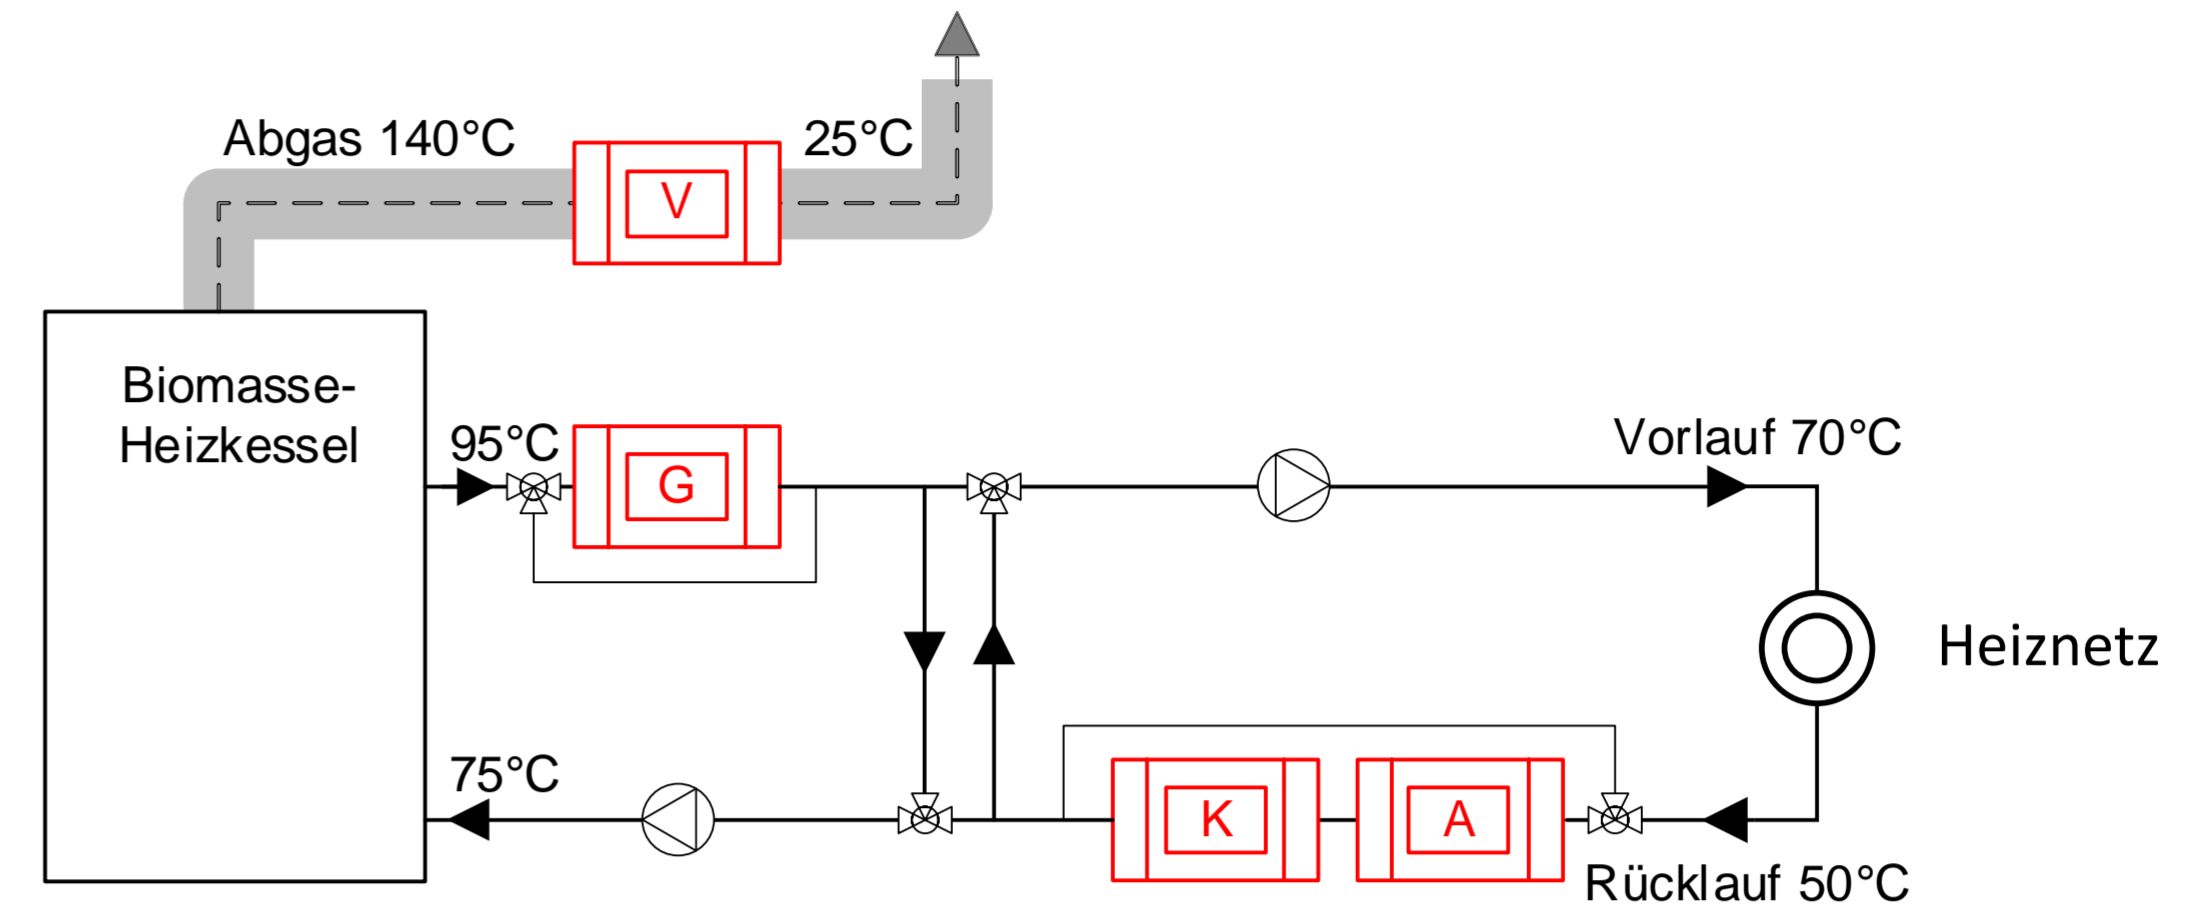 Abgas 140°C
25°C
V
Biomasse-
Heizkessel
95°C
G
Vorlauf 70°C
Heiznetz
75°C
K
A
Rücklauf 50°C